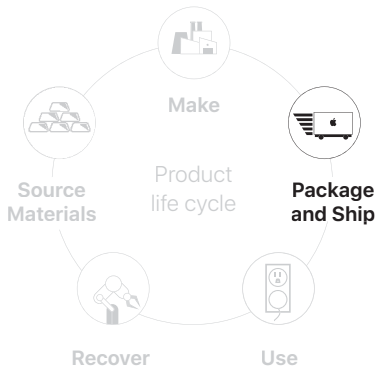 Make
Product
life cycle
Source
Materials
Package
and Ship
Recover
Use